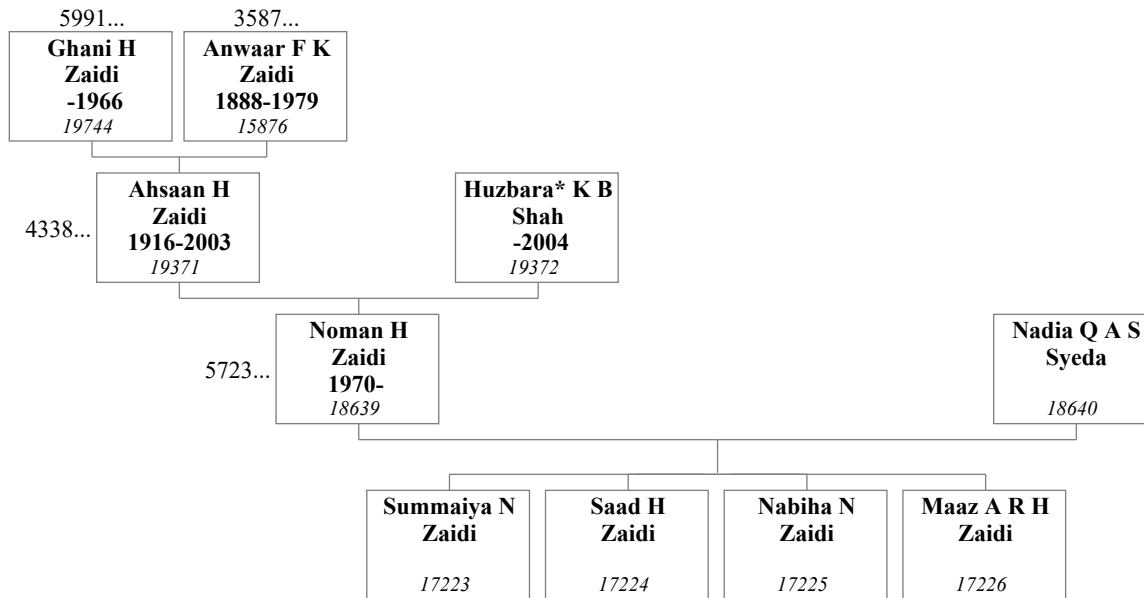 5991...
3587...
Ghani H
Zaidi
-1966
19744
Anwaar F K
Zaidi
1888-1979
15876
4338...
Ahsaan H
Zaidi
1916-2003
19371
Huzbara* K B
Shah
-2004
19372
5723...
Noman H
Zaidi
1970-
18639
Nadia Q A S
Syeda
18640
Summaiya N
Zaidi
17223
Saad H
Zaidi
17224
Nabiha N
Zaidi
17225
Maaz A R H
Zaidi
17226